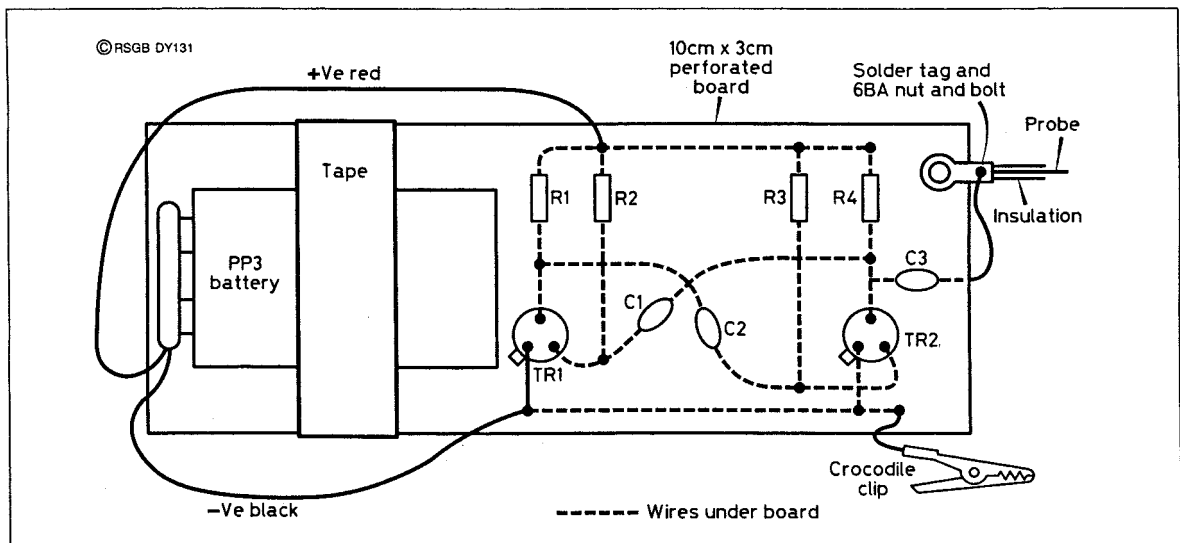 © RSGB DY131
+Ve red
10cm x 3cm
perforated
board
Solder tag and
6BA nut and bolt
Probe
Insulation
Tape
PP3
battery
R1
R2
R3
R4
C1
C2
C3
TR1
TR2
Crocodile
clip
-Ve black
Wires under board